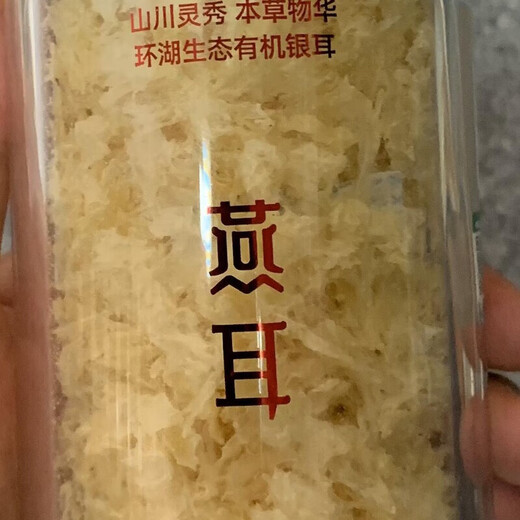 山川灵秀 本草物华
环湖生态有机银耳
燕
耳